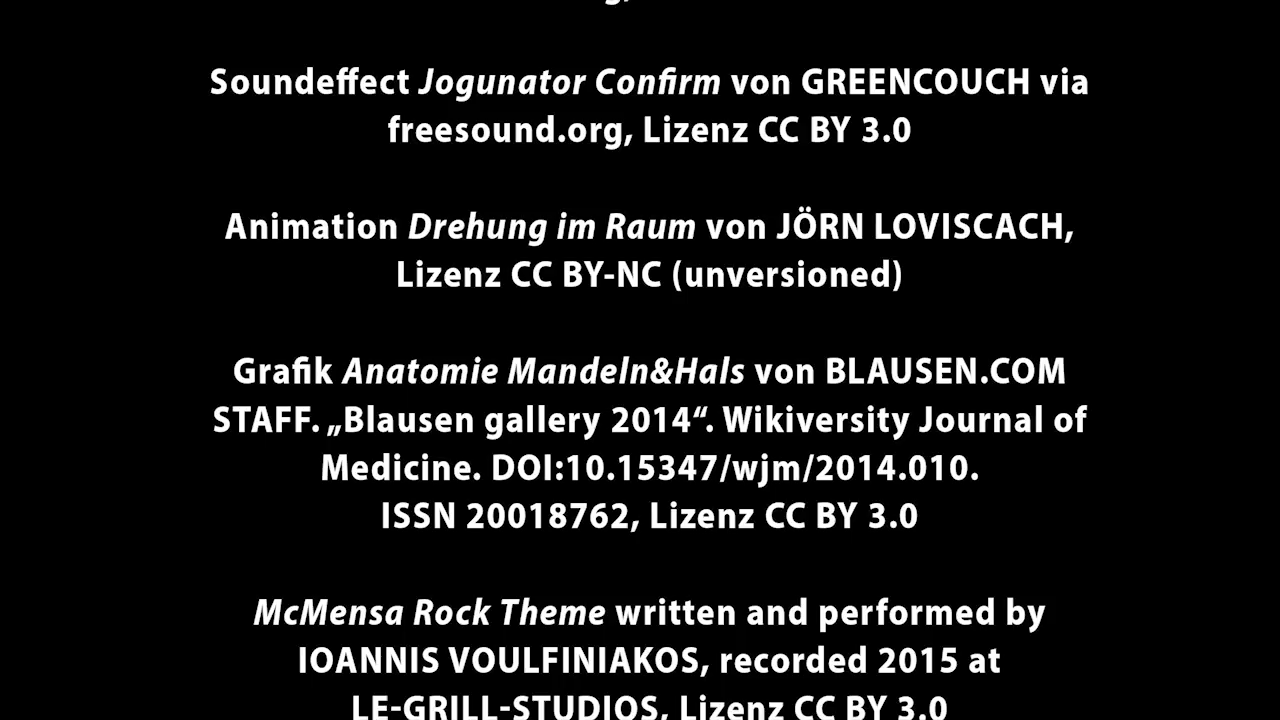 Soundeffect Jogunator Confirm von GREENCOUCH via
freesound.org, Lizenz CC BY 3.0
Animation Drehung im Raum von JÖRN LOVISCACH,
Lizenz CC BY-NC (unversioned)
Grafik Anatomie Mandeln&Hals von BLAUSEN.COM
STAFF. „Blausen gallery 2014“. Wikiversity Journal of
Medicine. DOI:10.15347/wjm/2014.010.
ISSN 20018762, Lizenz CC BY 3.0
McMensa Rock Theme written and performed by
IOANNIS VOULFINIAKOS, recorded 2015 at
LE-GRILL-STUDIOS, Lizenz CC BY 3.0